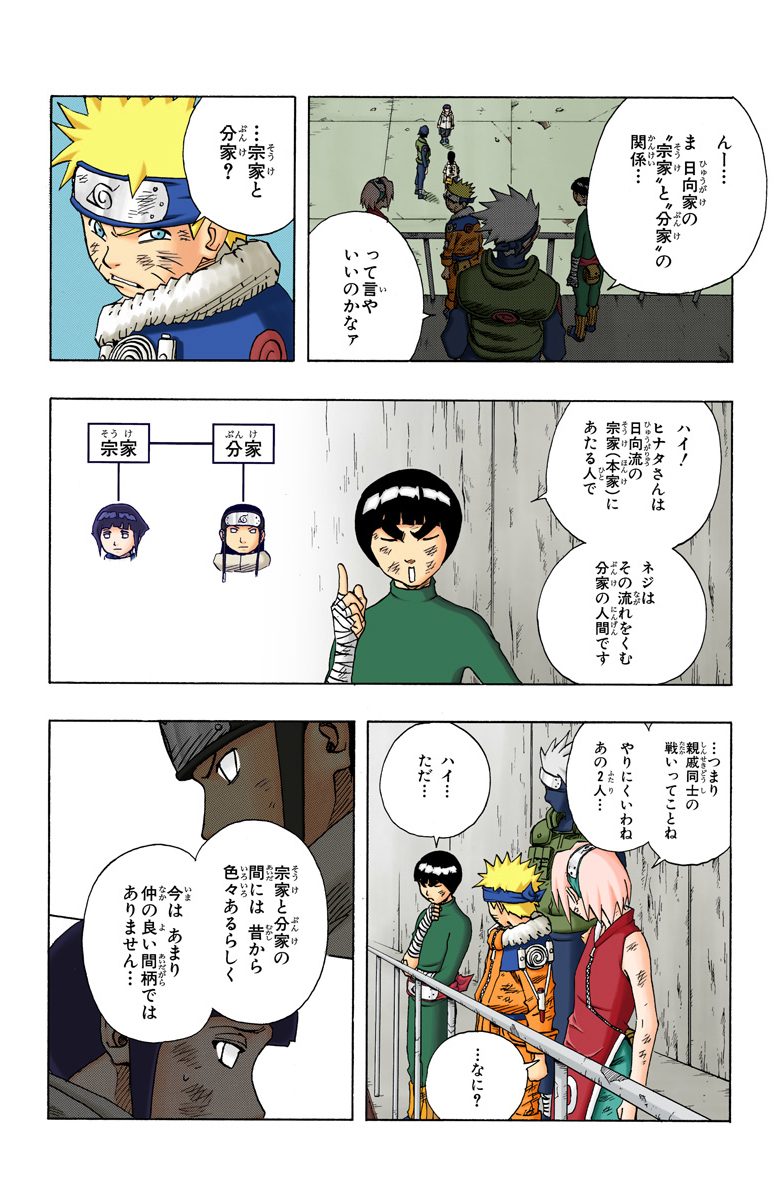 んー…
ま 日向家の
〝宗家〟と〝分家〟の
関係…
って言や
いいのかなァ
…宗家と
分家？
ハイ！
ヒナタさんは
日向流の
宗家(本家)に
あたる人で
ネジは
その流れをくむ
分家の人間です
宗家
分家
…つまり
親戚同士の
戦いってことね
やりにくいわね
あの2人…
ハイ…
ただ…
…なに？
宗家と分家の
間には 昔から
色々あるらしく
今は あまり
仲の良い間柄では
ありません…